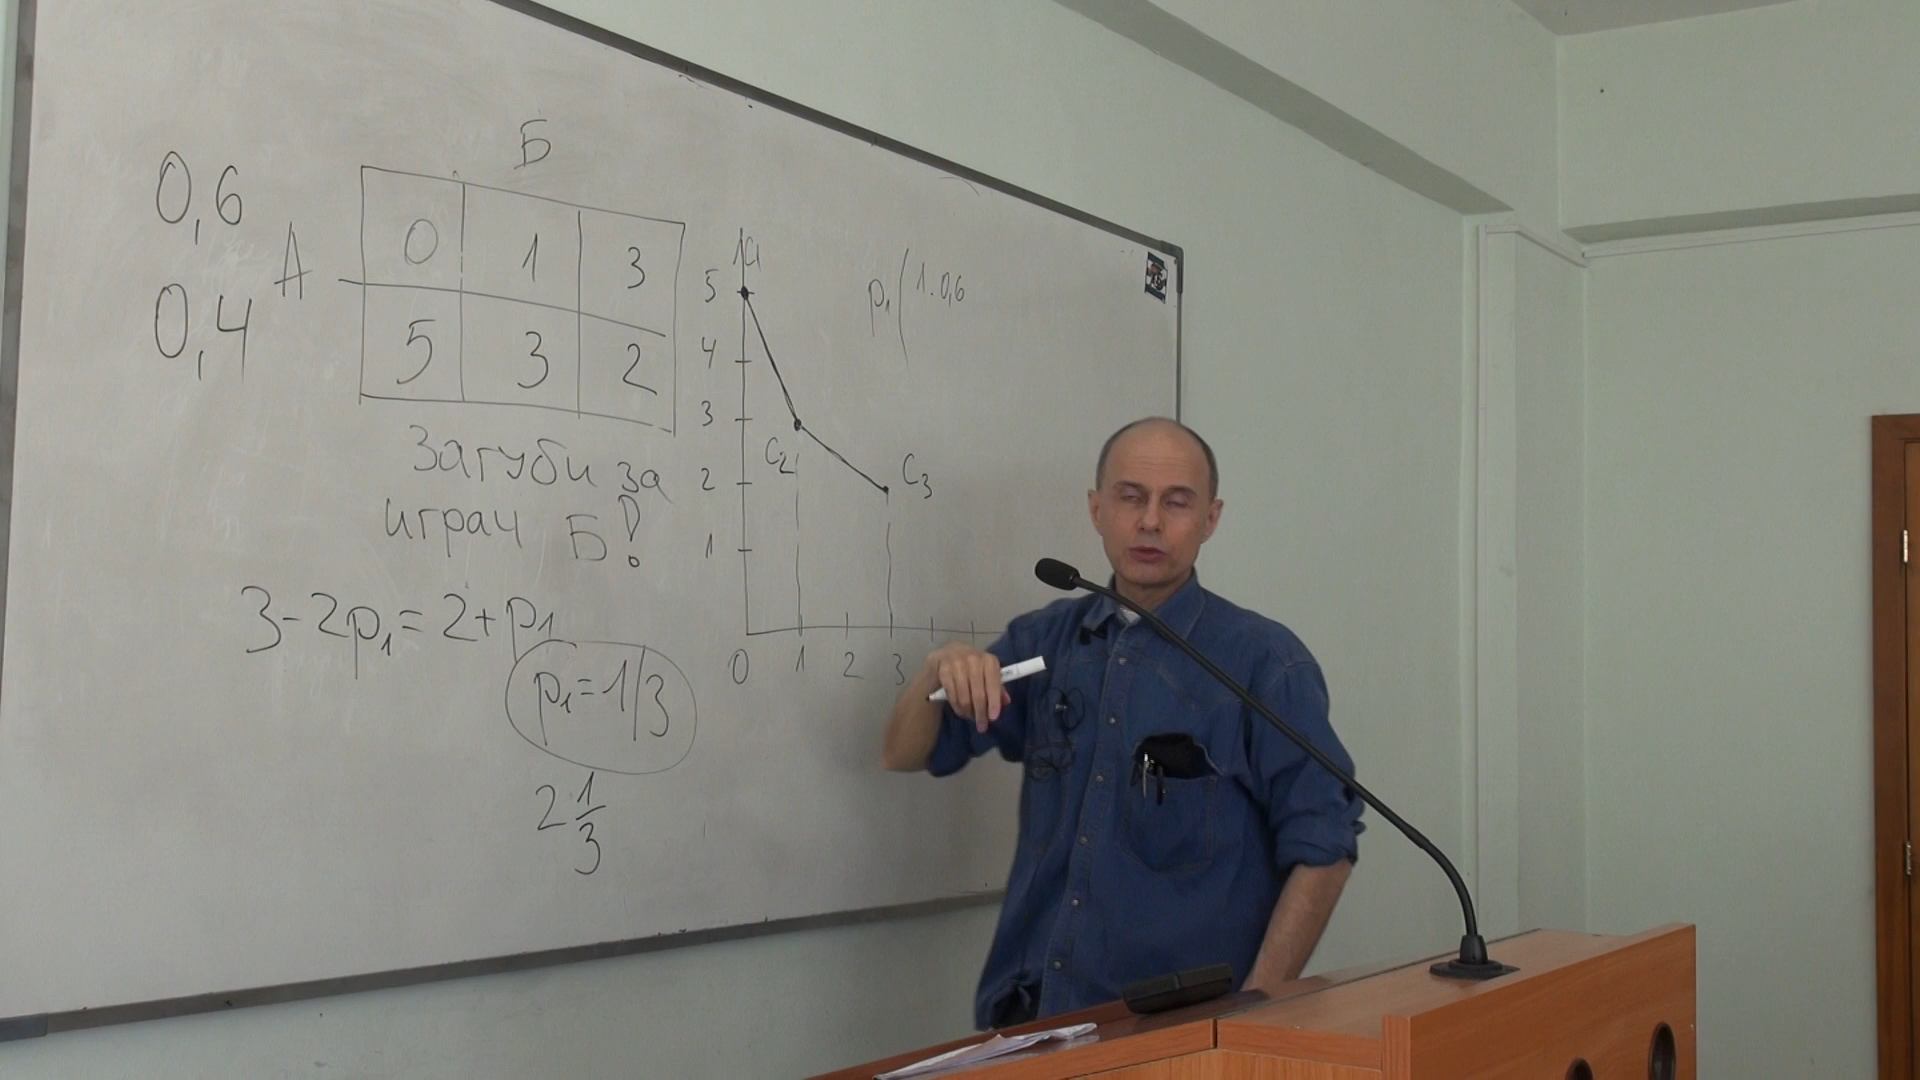 Б
0,6
А
0 1 3
0,4
5 3 2
Загуби за
играч Б!
3-2p₁=2+p₁
p₁=1/3
2 1/3
5
4
3
2
1
C₂
C₃
0 1 2 3
p₁(1.0,6